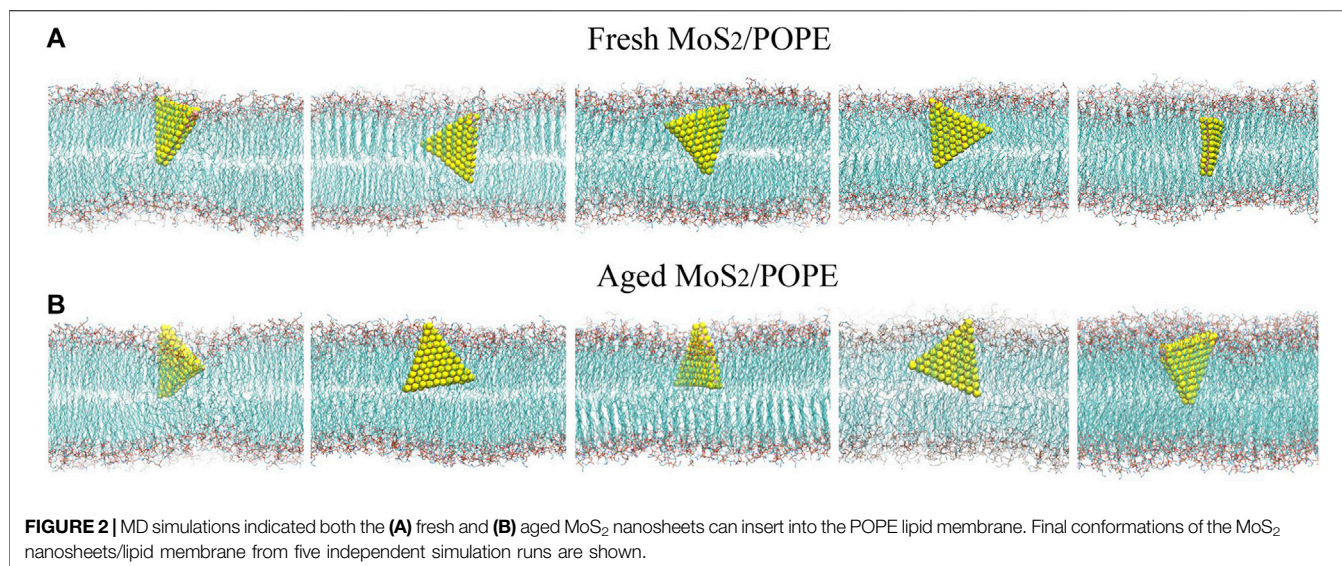 A
Fresh MoS2/POPE
Aged MoS2/POPE
B
FIGURE 2 | MD simulations indicated both the (A) fresh and (B) aged MoS2 nanosheets can insert into the POPE lipid membrane. Final conformations of the MoS2
nanosheets/lipid membrane from five independent simulation runs are shown.